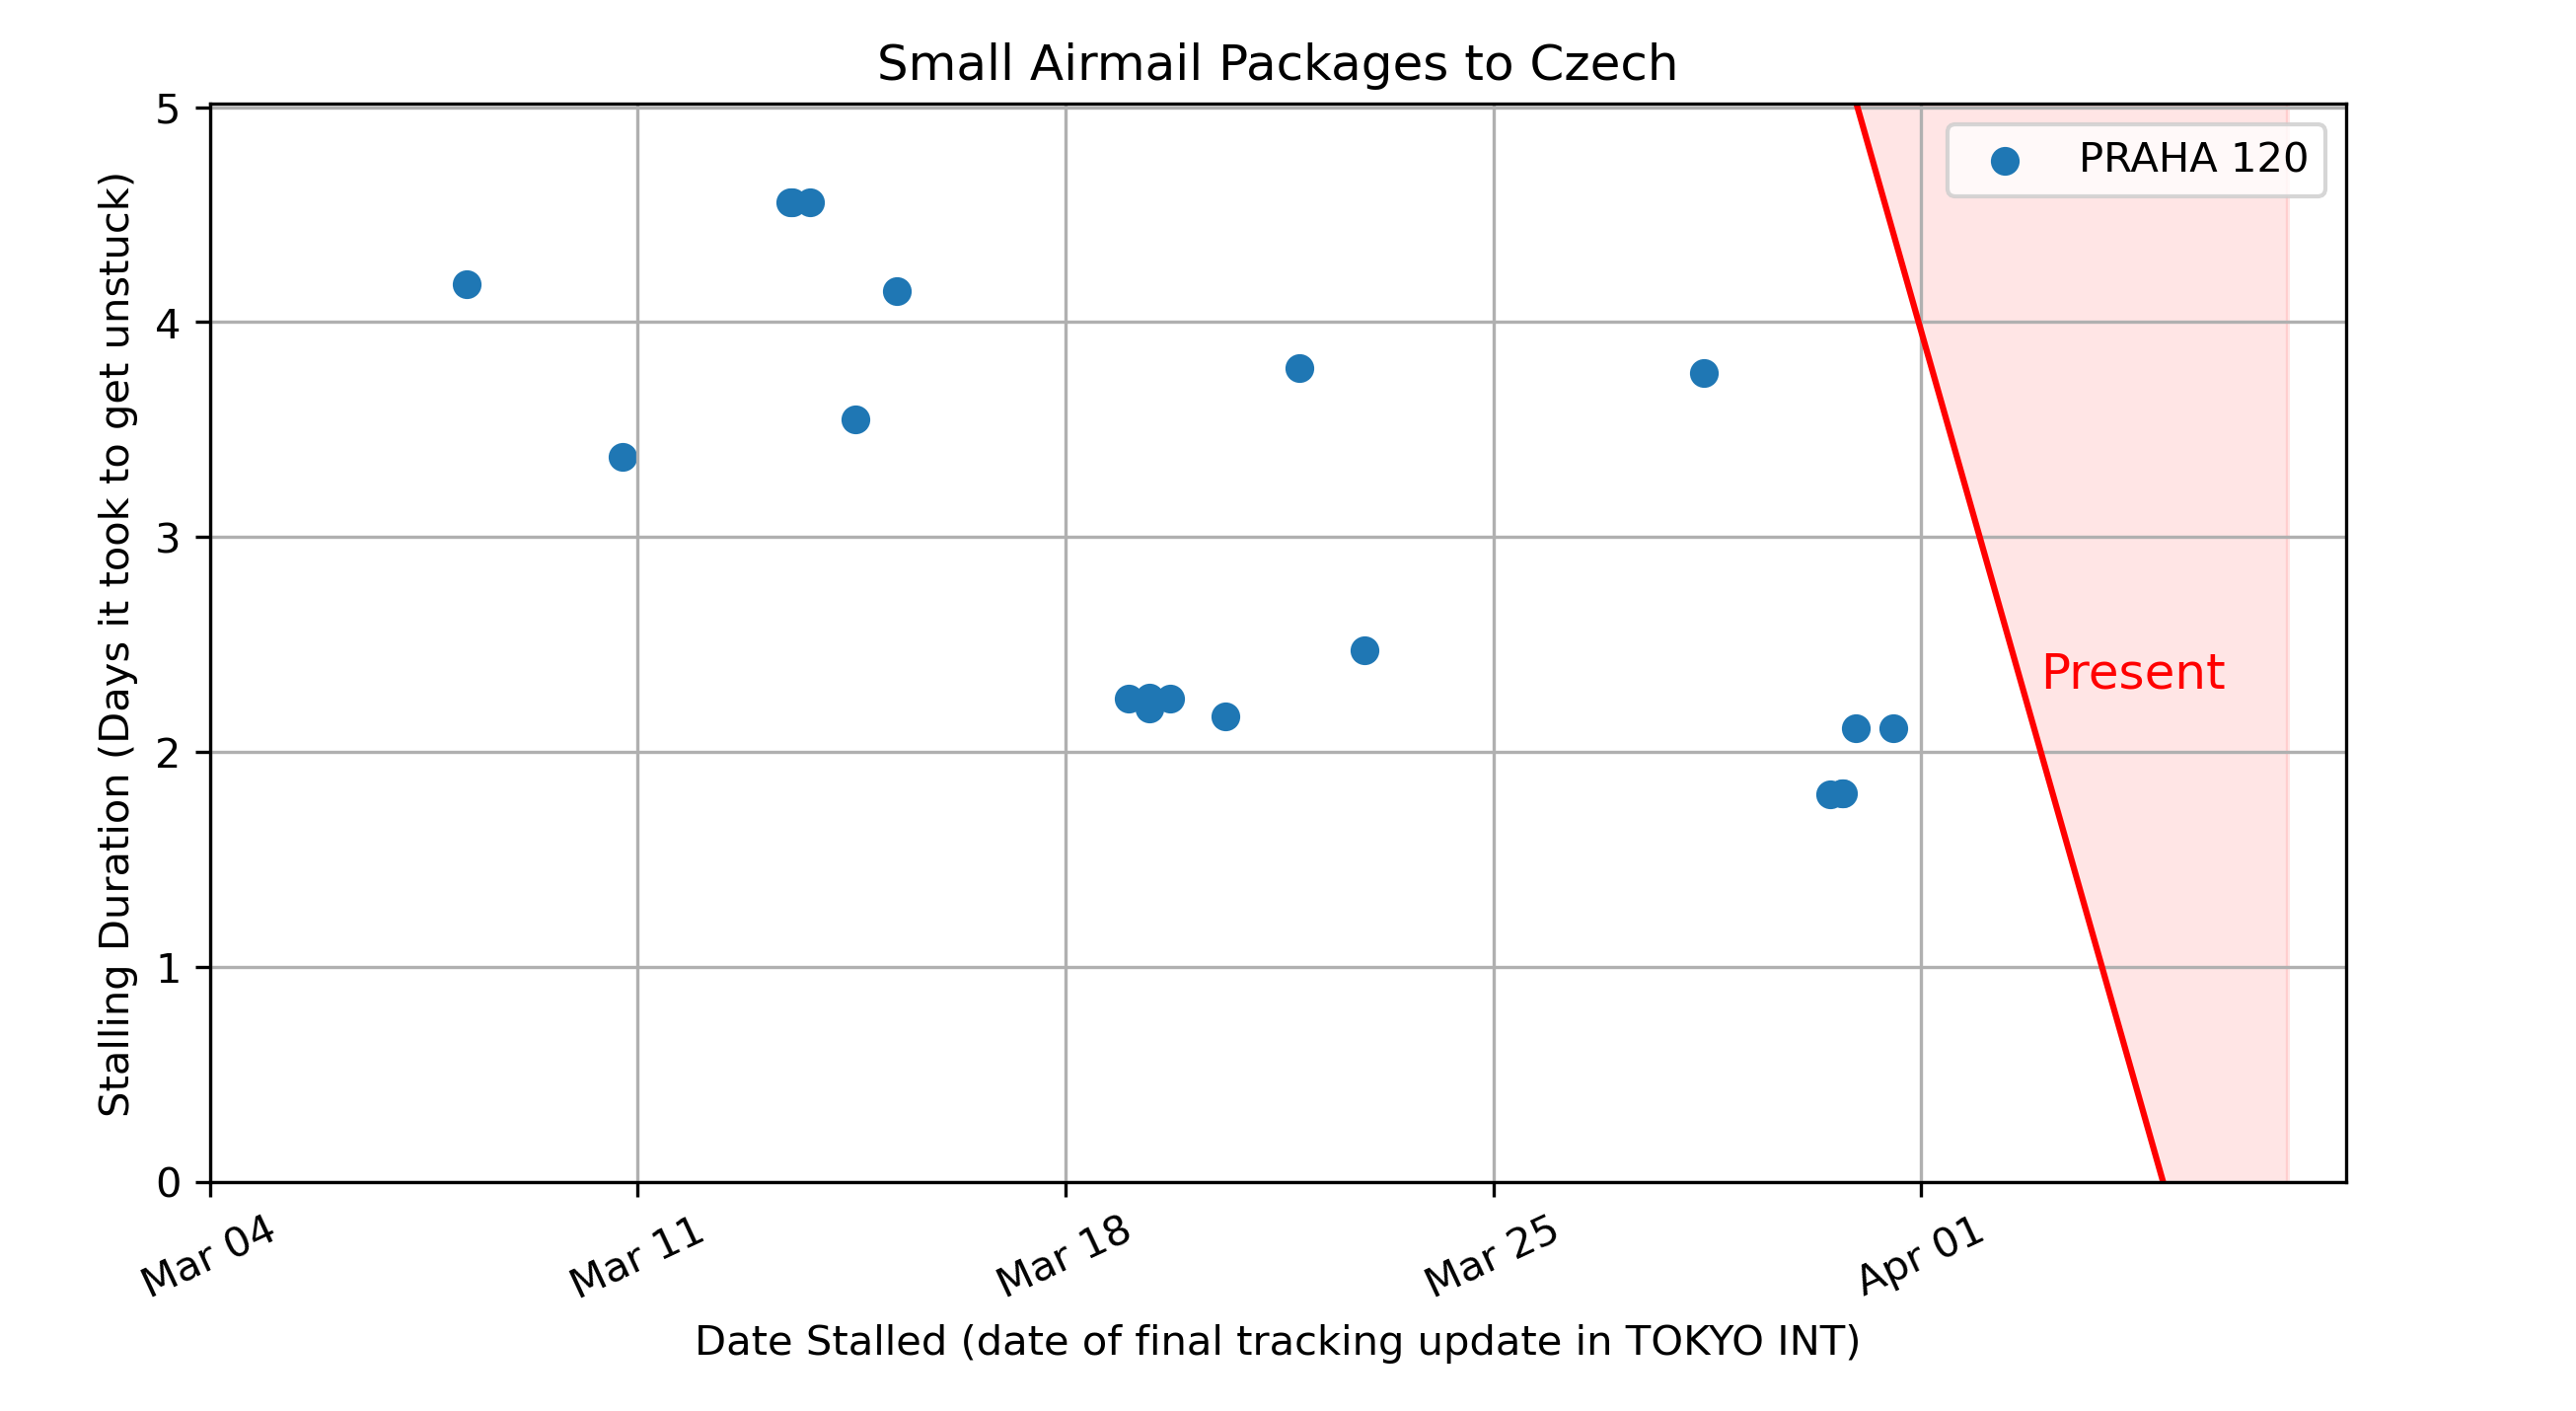 Small Airmail Packages to Czech
Stalling Duration (Days it took to get unstuck)
5
4
3
2
1
0
PRAHA 120
Present
Mar 04
Mar 11
Mar 18
Mar 25
Apr 01
Date Stalled (date of final tracking update in TOKYO INT)